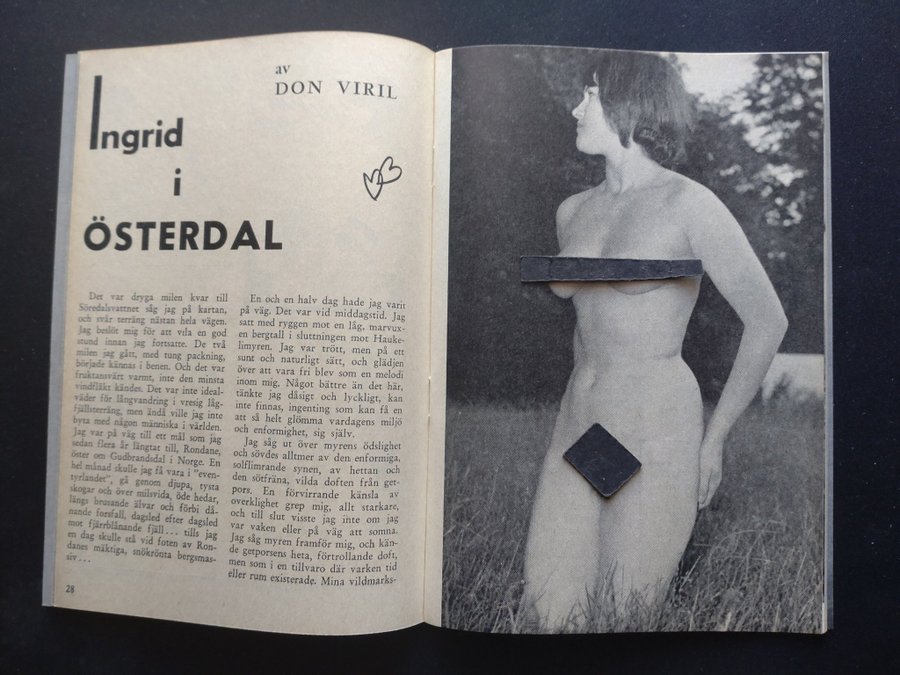 av
DON VIRIL
Ingrid
i
ÖSTERDAL
Det var dryga milen kvar till
Söredalsvattnet såg jag på kartan,
och svår terräng nästan hela vägen.
Jag beslöt mig för att vila en god
stund innan jag fortsatte. De två
milen jag gått, med tung packning,
började kännas i benen. Och det var
fruktansvärt varmt, inte den minsta
vindfläkt kändes. Det var inte ideal-
väder för långvandring i vresig låg-
fjällsterräng, men ändå ville jag inte
byta med någon människa i världen.
Jag var på väg till ett mål som jag
sedan flera år längtat till, Rondane,
öster om Gudbrandsdal i Norge. En
hel månad skulle jag få vara i "even-
tyrlandet", gå genom djupa, tysta
skogar och över milsvida, öde hedar,
längs brusande älvar och förbi då-
nande forsfall, dagsled efter dagsled
mot fjärrblånande fjäll... tills jag
en dag skulle stå vid foten av Ron-
danes mäktiga, snökrönta bergsmas-
siv...
En och en halv dag hade jag varit
på väg. Det var vid middagstid. Jag
satt med ryggen mot en låg, marvux-
en bergtall i sluttningen mot Hauke-
limyren. Jag var trött, men på ett
sunt och naturligt sätt, och glädjen
över att vara fri blev som en melodi
inom mig. Något bättre än det här,
tänkte jag dåsigt och lyckligt, kan
inte finnas, ingenting som kan få en
att så helt glömma vardagens miljö
och enformighet, sig själv.
Jag såg ut över myrens ödslighet
och sövdes alltmer av den enformiga,
solflimrande synen, av hettan och
den sötfräna, vilda doften från get-
pors. En förvirrande känsla av
overklighet grep mig, allt starkare,
och till slut visste jag inte om jag
var vaken eller på väg att somna.
Jag såg myren framför mig, och kän-
de getporsens heta, förtrollande doft,
men som i en tillvaro där varken tid
eller rum existerade. Mina vildmarks-
28